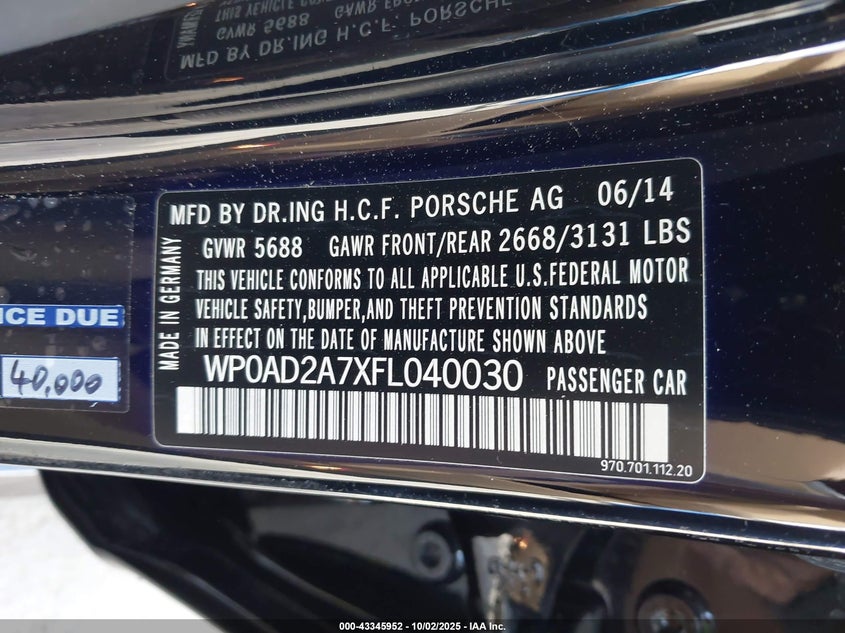 MFD BY DR.ING H.C.F. PORSCHE AG 06/14
GVWR 5688 GAWR FRONT/REAR 2668/3131 LBS
THIS VEHICLE CONFORMS TO ALL APPLICABLE U.S.FEDERAL MOTOR
VEHICLE SAFETY,BUMPER,AND THEFT PREVENTION STANDARDS
IN EFFECT ON THE DATE OF MANUFACTURE SHOWN ABOVE
WP0AD2A7XFL040030 PASSENGER CAR
MADE IN GERMANY
970.701.112.20
ICE DUE
40,000
000-43345952 - 10/02/2025 - IAA Inc.